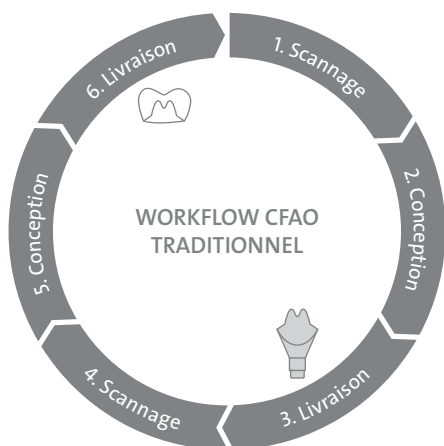 WORKFLOW CFAO
TRADITIONNEL
1. Scannage
2. Conception
3. Livraison
4. Scannage
5. Conception
6. Livraison